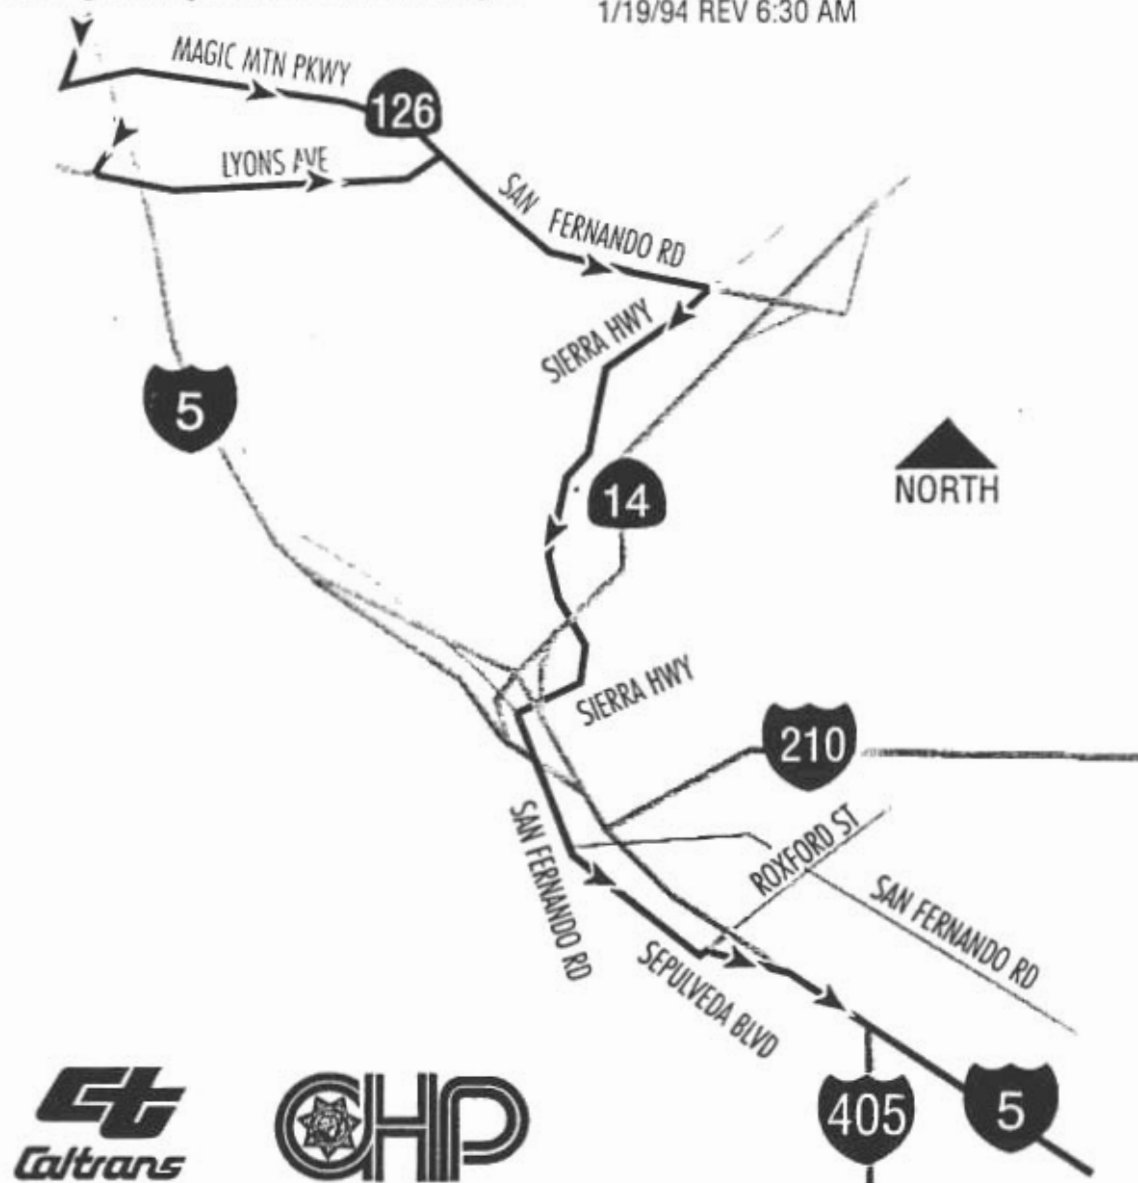 1/19/94 REV 6:30 AM
MAGIC MTN PKWY
126
LYONS AVE
SAN FERNANDO RD
SIERRA HWY
5
14
NORTH
SIERRA HWY
210
ROXFORD ST
SAN FERNANDO RD
SAN FERNANDO RD
SEPULVEDA BLVD
405
5
Ct
Caltrans
CHP